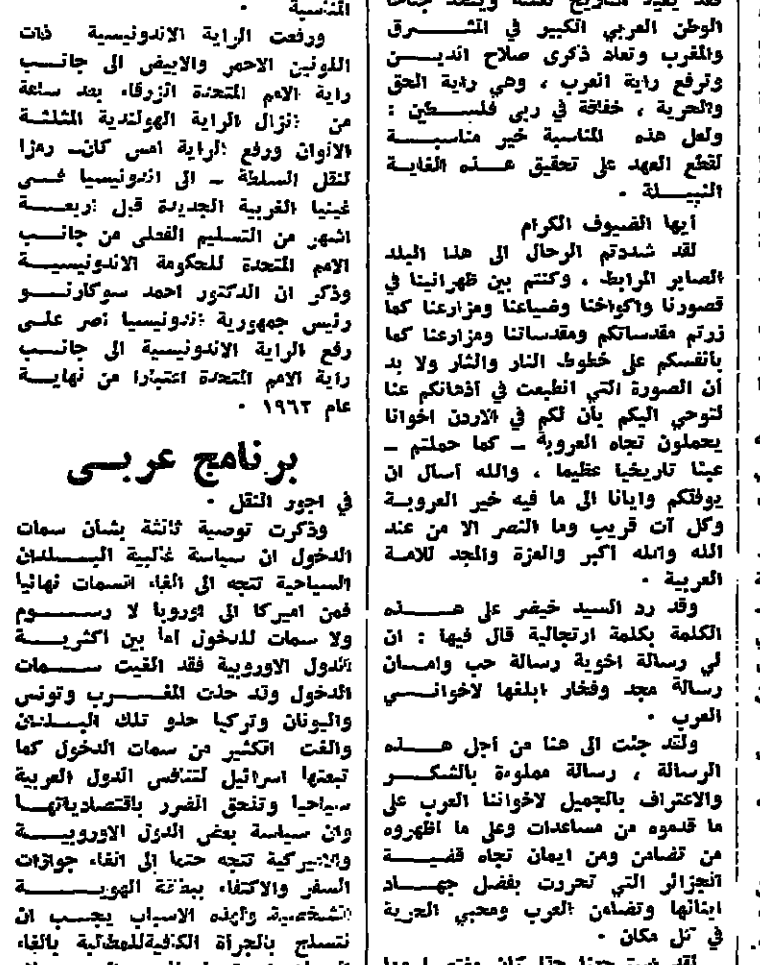 الوطن العربي الكبير في المشرق
والمغرب وتعاد ذكرى صلاح الدين
وترفع راية العرب ، وهي راية الحق
والحرية ، خفاقة في ربى فلسطين :
ولعل هذه المناسبة خير مناسبة
لقطع العهد على تحقيق هذه الغاية
النبيلة .
أيها الضيوف الكرام
لقد شددتم الرحال الى هذا البلد
الصابر المرابط ، وكنتم بين ظهرانينا في
قصورنا واكواخنا وضياعنا ومزارعنا كما
زرتم مقدساتكم ومقدساتنا ومزارعنا كما
بأنفسكم على خطوط النار والثار ولا بد
أن الصورة التي انطبعت في أذهانكم عنا
لتوحي اليكم بأن لكم في الاردن اخوانا
يحملون تجاه العروبة ـ كما حملتم ـ
عبئا تاريخيا عظيما ، والله أسأل ان
يوفقكم وايانا الى ما فيه خير العروبة
وكل آت قريب وما النصر الا من عند
الله والله اكبر والعزة والمجد للامة
العربية .
وقد رد السيد خيضر على هذه
الكلمة بكلمة ارتجالية قال فيها : ان
لي رسالة اخوية رسالة حب وامان
رسالة مجد وفخار ابلغها لاخواني
العرب .
ولقد جئت الى هنا من أجل هذه
الرسالة ، رسالة مملوءة بالشكر
والاعتراف بالجميل لاخواننا العرب على
ما قدموه من مساعدات وعلى ما اظهروه
من تضامن ومن ايمان تجاه قضية
الجزائر التي تحررت بفضل جهاد
ابنائها وتضامن العرب ومحبي الحرية
في كل مكان .
المناسبة .
ورفعت الراية الاندونيسية ذات
اللونين الاحمر والابيض الى جانب
راية الامم المتحدة الزرقاء بعد ساعة
من انزال الراية الهولندية المثلثة
الالوان ورفع الراية امس كان رمزا
لنقل السلطة ـ الى اندونيسيا في
غينيا الغربية الجديدة قبل اربعة
اشهر من التسليم الفعلي من جانب
الامم المتحدة للحكومة الاندونيسية
وذكر ان الدكتور احمد سوكارنو
رئيس جمهورية اندونيسيا أصر على
رفع الراية الاندونيسية الى جانب
راية الامم المتحدة اعتبارا من نهاية
عام ١٩٦٢ .
برنامج عربي
في اجور النقل .
وذكرت توصية ثالثة بشأن سمات
الدخول ان سياسة غالبية البلدان
السياحية تتجه الى الغاء السمات نهائيا
فمن اميركا الى اوروبا لا رسوم
ولا سمات للدخول أما بين اكثرية
الدول الاوروبية فقد الغيت سمات
الدخول وقد حذت المغرب وتونس
واليونان وتركيا حذو تلك البلدان
والغت الكثير من سمات الدخول كما
تبعتها اسرائيل لتنافس الدول العربية
سياحيا وتلحق الضرر باقتصادياتها
وان سياسة بعض الدول الاوروبية
والاميركية تتجه حتما الى الغاء جوازات
السفر والاكتفاء ببطاقة الهوية
الشخصية ولهذه الاسباب يجب ان
نتسلح بالجرأة الكافية للمطالبة بالغاء